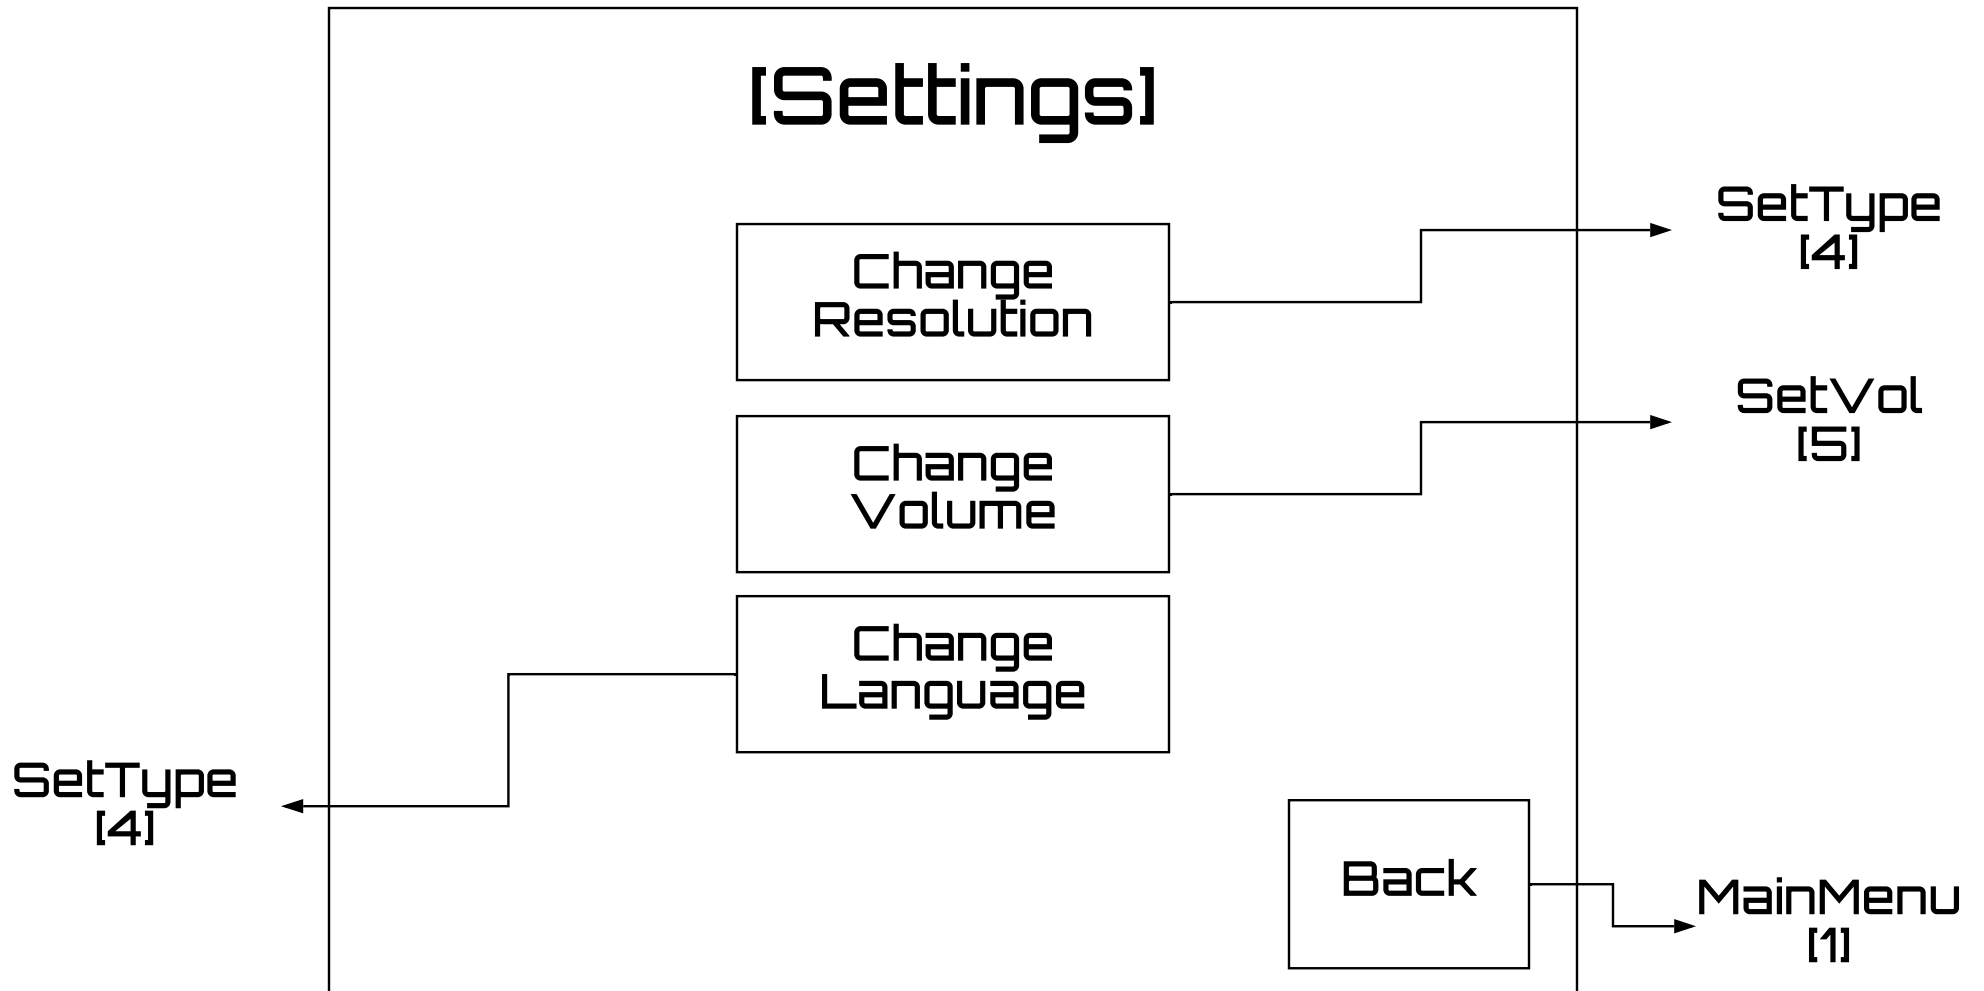 [Settings]
Change
Resolution
SetType
[4]
Change
Volume
SetVol
[5]
Change
Language
SetType
[4]
Back
MainMenu
[1]